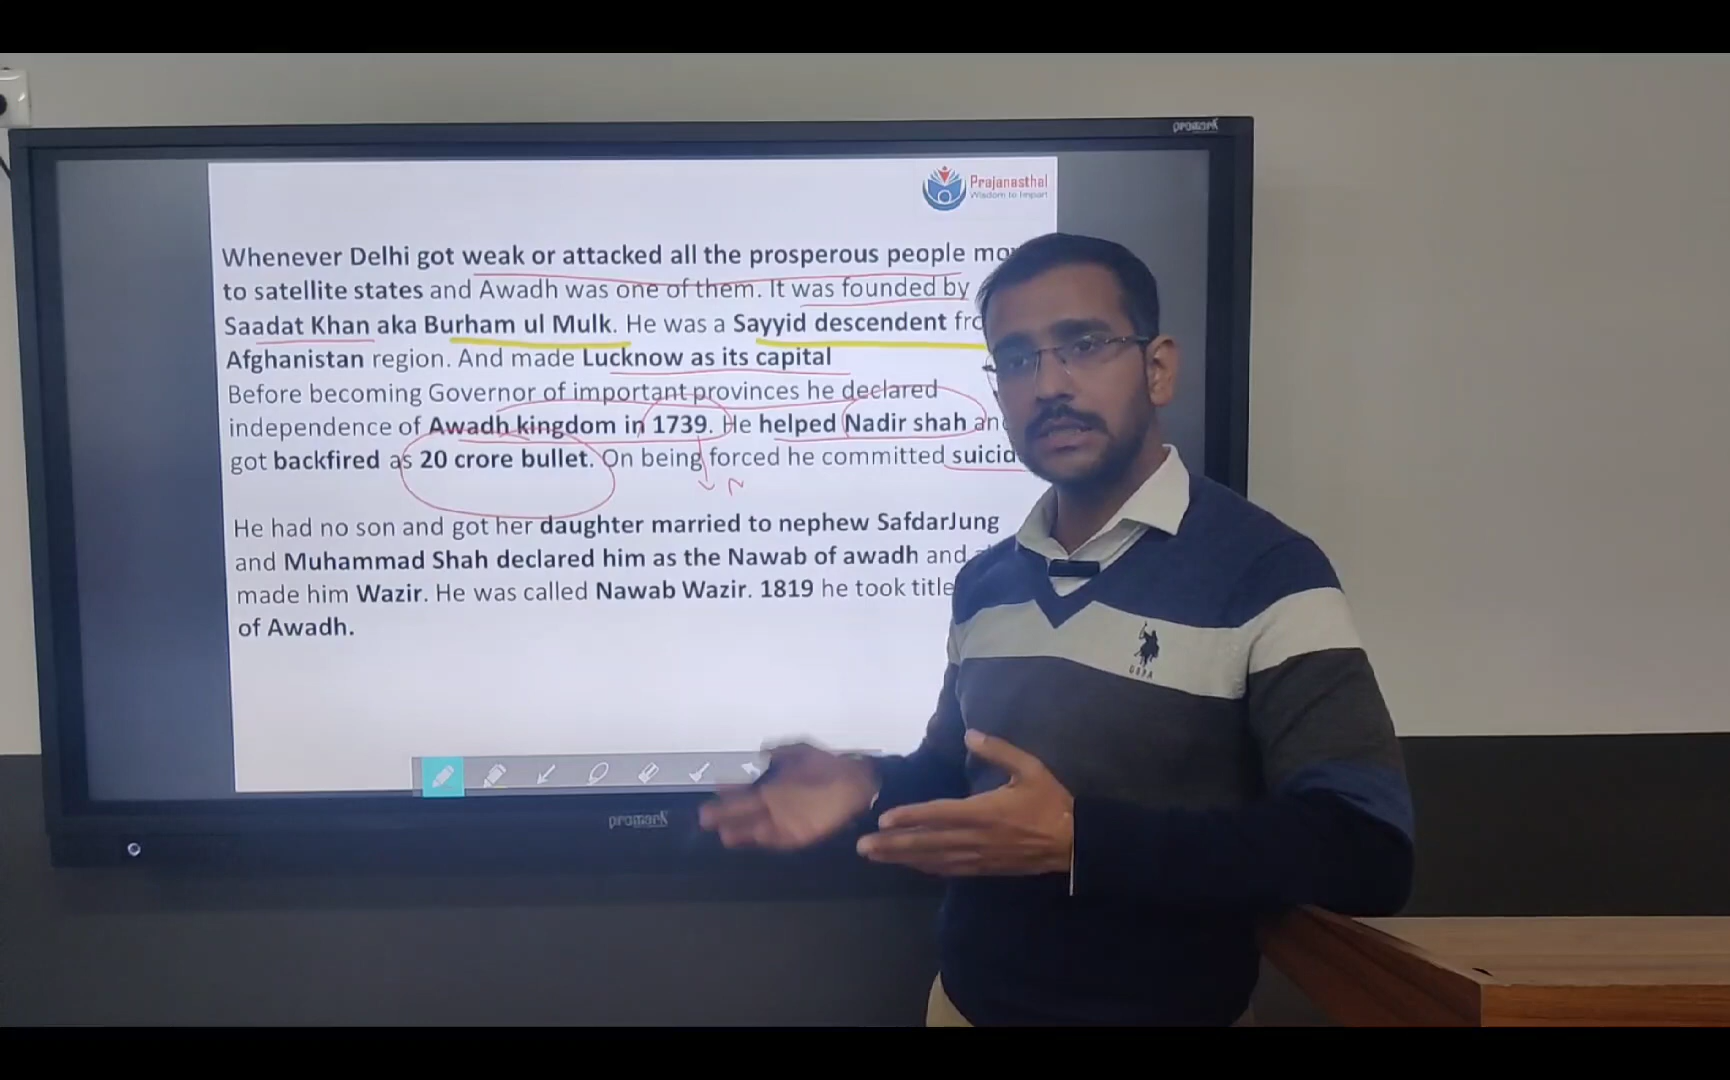 promark
Prajanasthal
Wisdom to Impart
Whenever Delhi got weak or attacked all the prosperous people
to satellite states and Awadh was one of them. It was founded by
Saadat Khan aka Burham ul Mulk. He was a Sayyid descendent
Afghanistan region. And made Lucknow as its capital
Before becoming Governor of important provinces he declared
independence of Awadh kingdom in 1739. He helped Nadir shah
got backfired as 20 crore bullet. On being forced he committed
N
He had no son and got her daughter married to nephew SafdarJung
and Muhammad Shah declared him as the Nawab of awadh and
made him Wazir. He was called Nawab Wazir. 1819 he took title
of Awadh.
USPA
promark